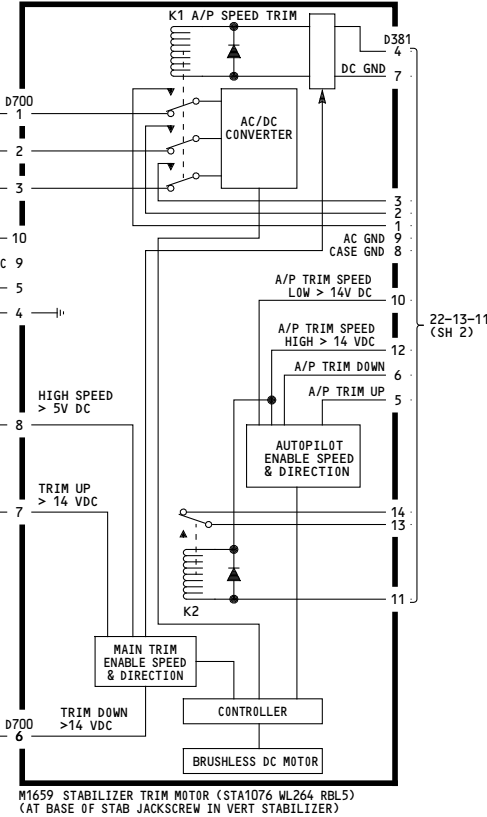 K1 A/P SPEED TRIM
D381
4
DC GND 7
D700
1
AC/DC
CONVERTER
2
3
3
2
1
10
AC GND 9
CASE GND 8
C 9
5
4
A/P TRIM SPEED
LOW > 14V DC
10
22-13-11
(SH 2)
A/P TRIM SPEED
HIGH > 14 VDC
12
A/P TRIM DOWN 6
A/P TRIM UP 5
HIGH SPEED
> 5V DC
8
AUTOPILOT
ENABLE SPEED
& DIRECTION
TRIM UP
> 14 VDC
7
14
13
11
K2
MAIN TRIM
ENABLE SPEED
& DIRECTION
TRIM DOWN
>14 VDC
D700
6
CONTROLLER
BRUSHLESS DC MOTOR
M1659 STABILIZER TRIM MOTOR (STA1076 WL264 RBL5)
(AT BASE OF STAB JACKSCREW IN VERT STABILIZER)